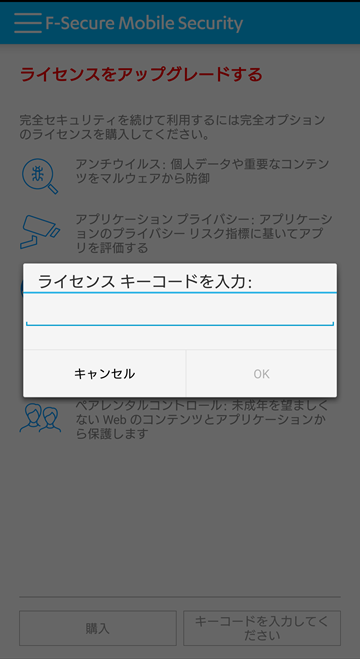 F-Secure Mobile Security
ライセンスをアップグレードする
完全セキュリティを続けて利用するには完全オプション
のライセンスを購入してください。
アンチウイルス: 個人データや重要なコンテン
ツをマルウェアから防御
アプリケーション プライバシー: アプリケーシ
ョンのプライバシー リスク指標に基いてアプ
リを評価する
ライセンス キーコードを入力:
キャンセル
OK
ペアレンタルコントロール: 未成年を望ましく
ない Web のコンテンツとアプリケーションか
ら保護します
購入
キーコードを入力してく
ださい